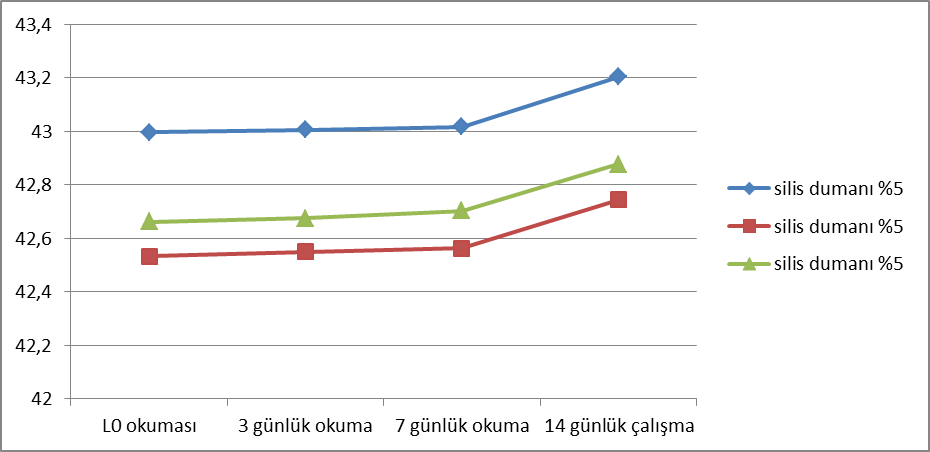 43,4
43,2
43
42,8
42,6
42,4
42,2
42
L0 okuması
3 günlük okuma
7 günlük okuma
14 günlük çalışma
silis dumanı %5
silis dumanı %5
silis dumanı %5